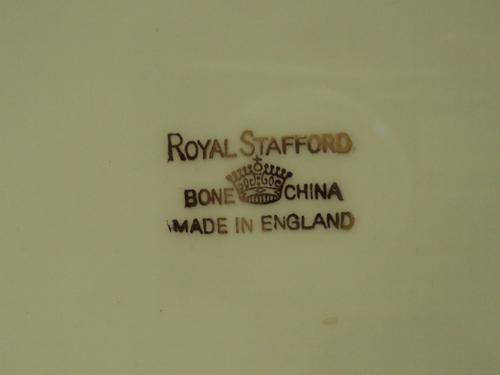 ROYAL STAFFORD
BONE CHINA
MADE IN ENGLAND